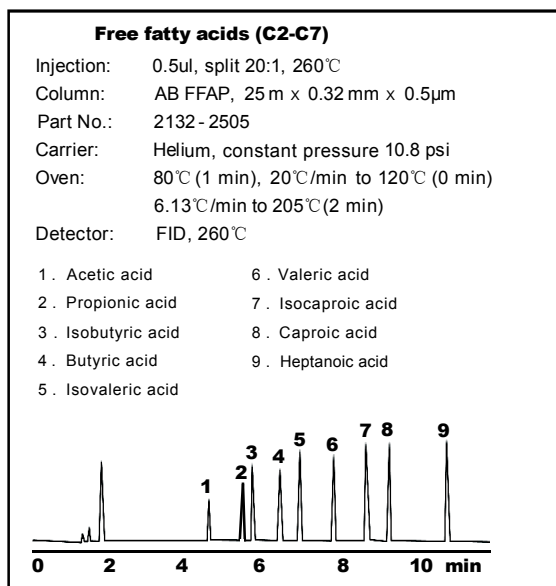 Free fatty acids (C2-C7)
Injection: 0.5ul, split 20:1, 260℃
Column: AB FFAP, 25 m x 0.32 mm x 0.5µm
Part No.: 2132 - 2505
Carrier: Helium, constant pressure 10.8 psi
Oven: 80℃ (1 min), 20℃/min to 120℃ (0 min)
6.13℃/min to 205℃ (2 min)
Detector: FID, 260℃
1 . Acetic acid
2 . Propionic acid
3 . Isobutyric acid
4 . Butyric acid
5 . Isovaleric acid
6 . Valeric acid
7 . Isocaproic acid
8 . Caproic acid
9 . Heptanoic acid
1 2 3 4 5 6 7 8 9
0 2 4 6 8 10 min